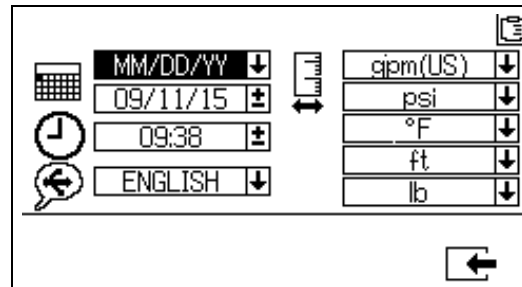 MM/DD/YY
09/11/15
09:38
ENGLISH
gpm(US)
psi
°F
ft
lb